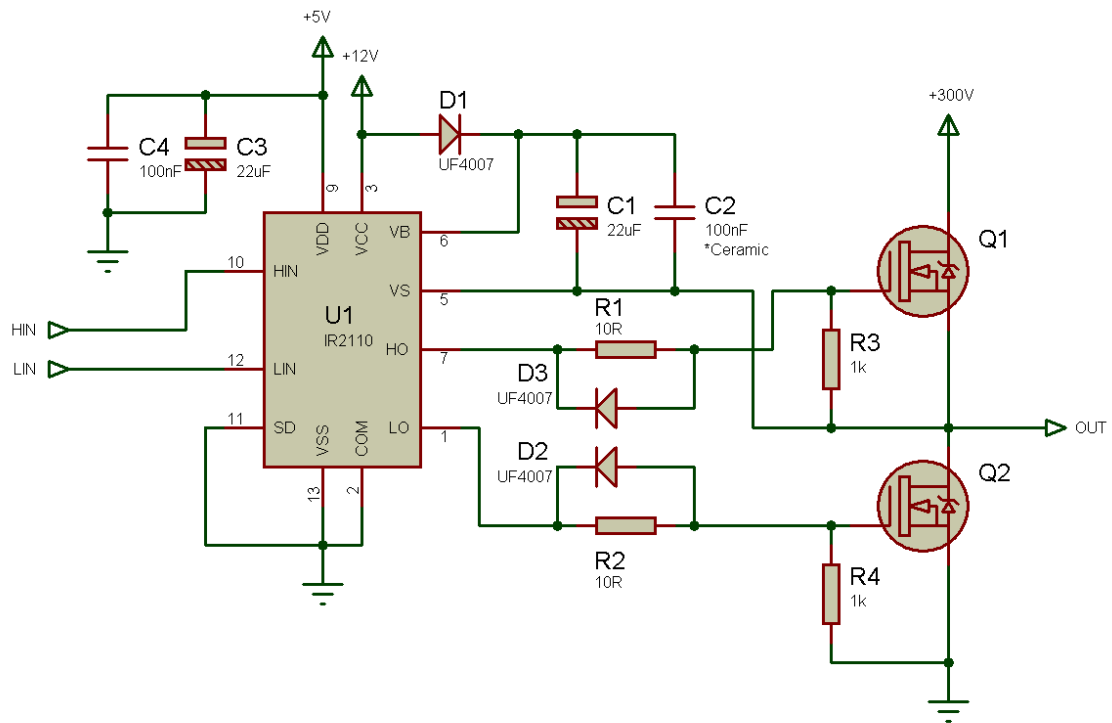 +5V
+12V
+300V
D1
UF4007
C4
100nF
C3
22uF
C1
22uF
C2
100nF
*Ceramic
9
3
VDD
VCC
VB
6
10
HIN
VS
5
Q1
U1
IR2110
R1
10R
HIN
HO
7
R3
1k
LIN
12
LIN
D3
UF4007
11
SD
VSS
COM
LO
1
D2
UF4007
OUT
Q2
13
2
R2
10R
R4
1k